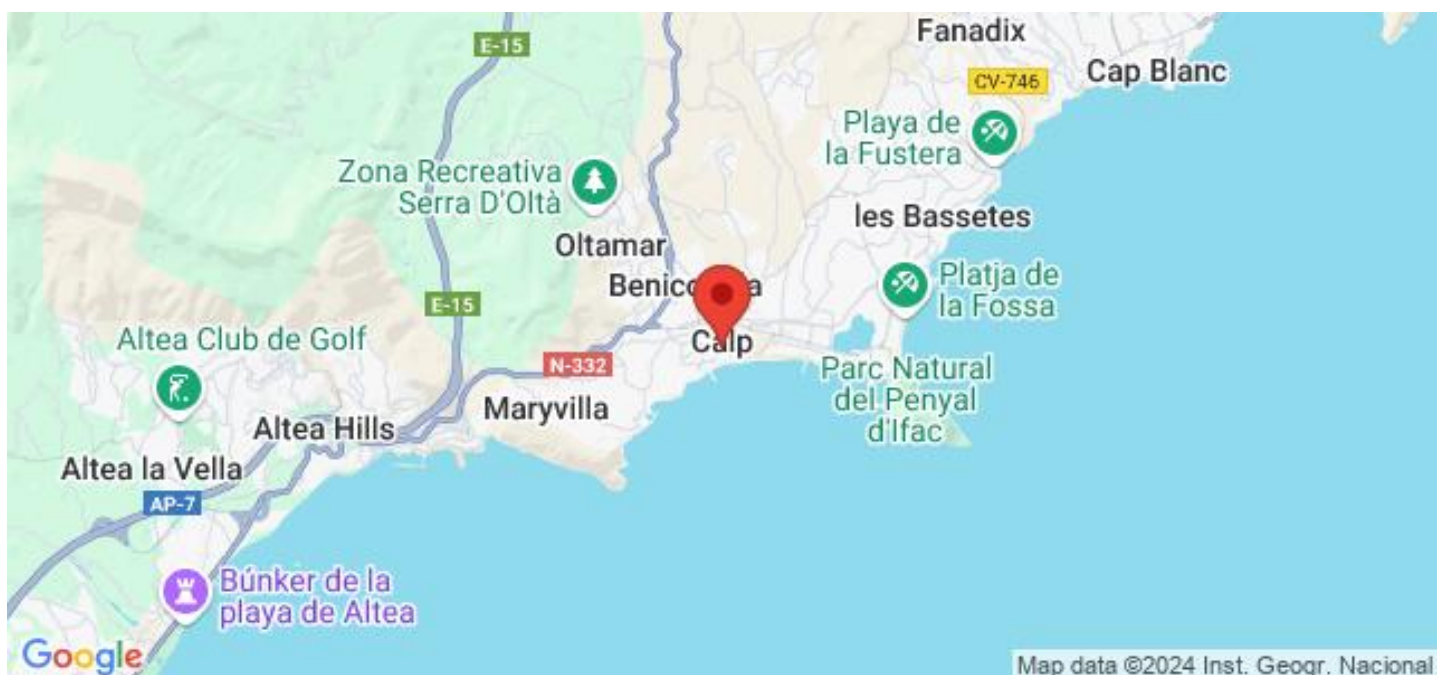 Fanadix
E-15
Cap Blanc
CV-746
Playa de
la Fustera
Zona Recreativa
Serra D'Oltà
les Bassetes
Oltamar
Platja de
la Fossa
E-15
Altea Club de Golf
Calp
N-332
Parc Natural
del Penyal
d'Ifac
Maryvilla
Altea Hills
Altea la Vella
AP-7
Búnker de la
playa de Altea
Google
Map data ©2024 Inst. Geogr. Nacional